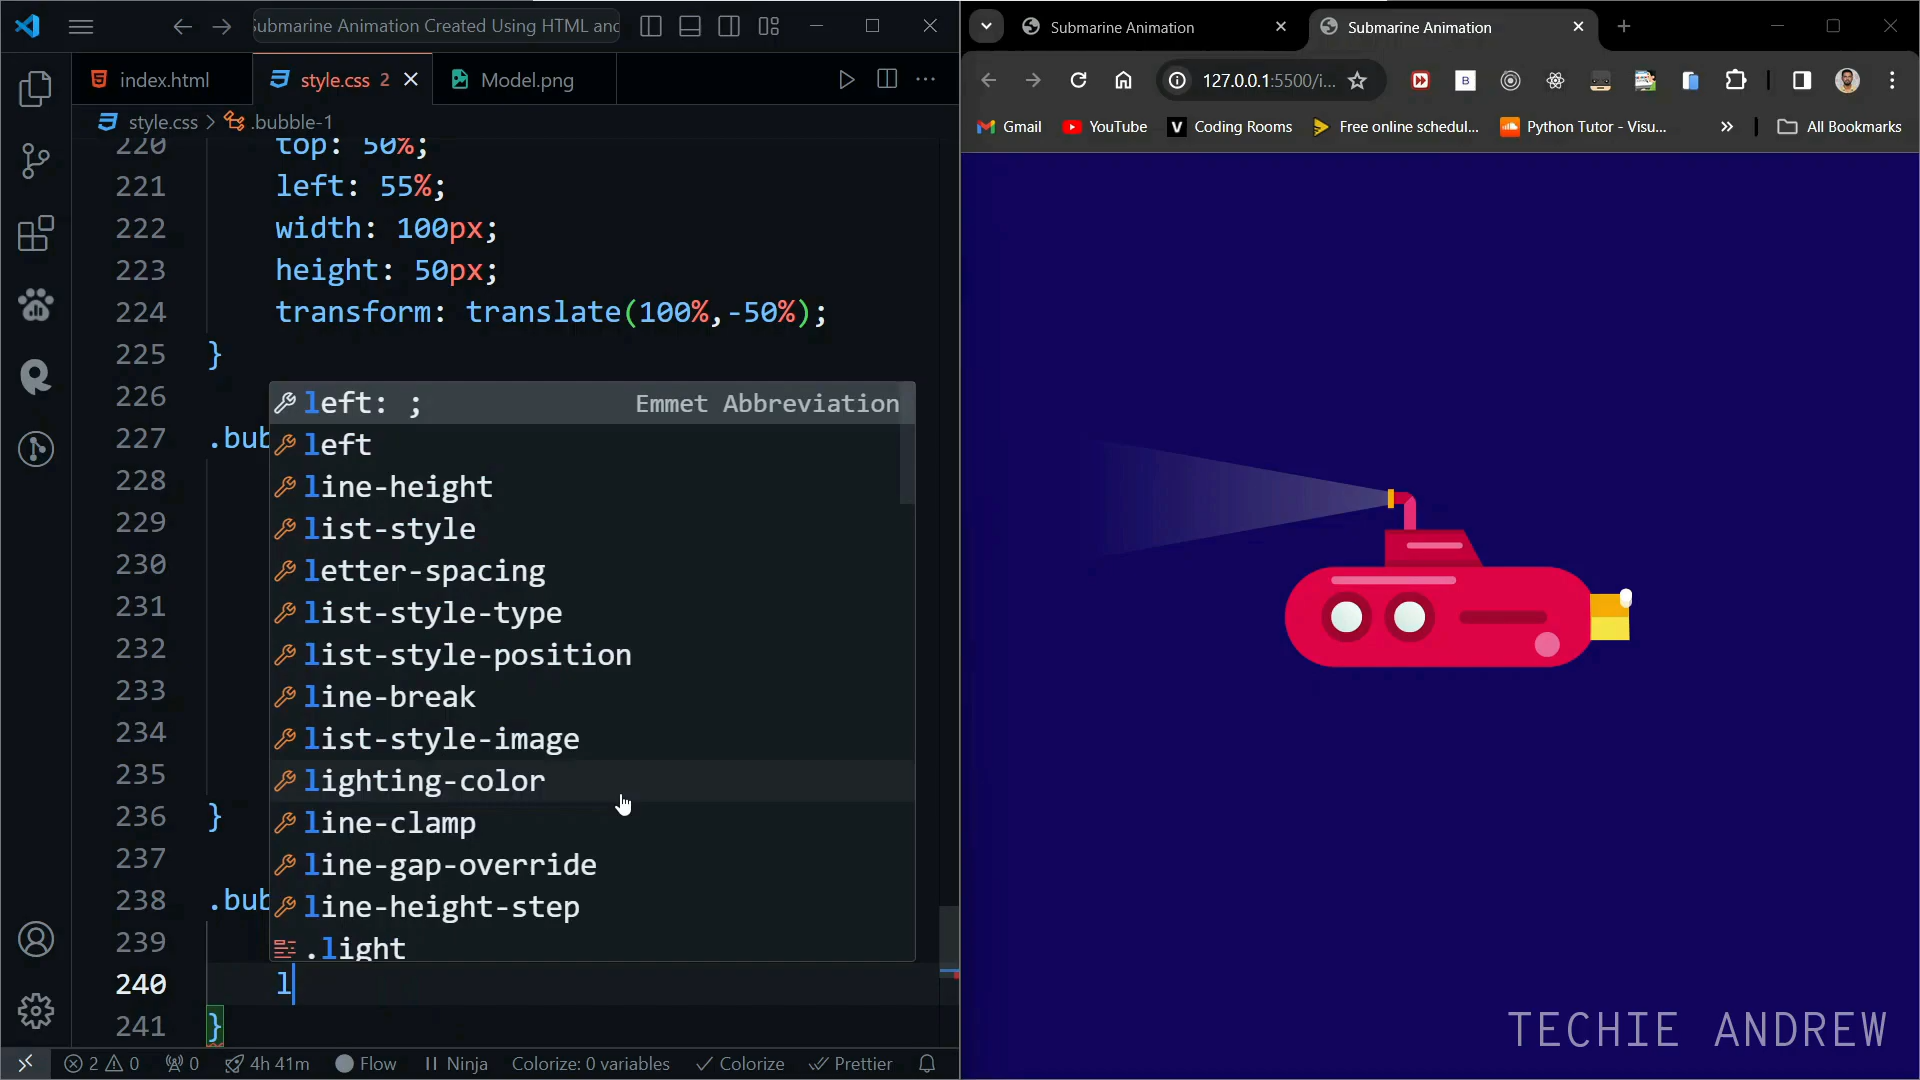 Submarine Animation Created Using HTML and
index.html
style.css 2
Model.png
style.css > .bubble-1
220 top: 50%;
221 left: 55%;
222 width: 100px;
223 height: 50px;
224 transform: translate(100%,-50%);
225 }
226
227 .bub
228
229
230
231
232
233
234
235
236 }
237
238 .bub
239
240 l
241 }
left: ; Emmet Abbreviation
left
line-height
list-style
letter-spacing
list-style-type
list-style-position
line-break
list-style-image
lighting-color
line-clamp
line-gap-override
line-height-step
.light
2 0 0 4h 41m Flow Ninja Colorize: 0 variables Colorize Prettier
Submarine Animation
Submarine Animation
127.0.0.1:5500/i...
Gmail YouTube Coding Rooms Free online schedul... Python Tutor - Visu... » All Bookmarks
TECHIE ANDREW